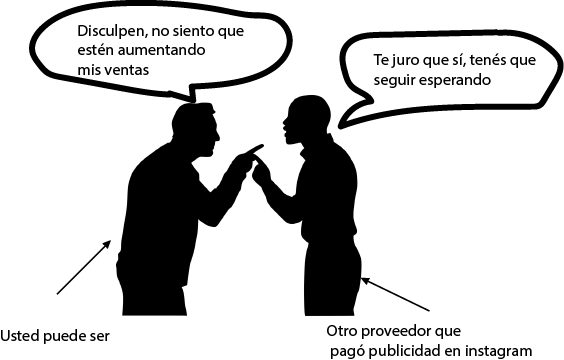 Disculpen, no siento que
estén aumentando
mis ventas
Te juro que sí, tenés que
seguir esperando
Usted puede ser
Otro proveedor que
pagó publicidad en instagram